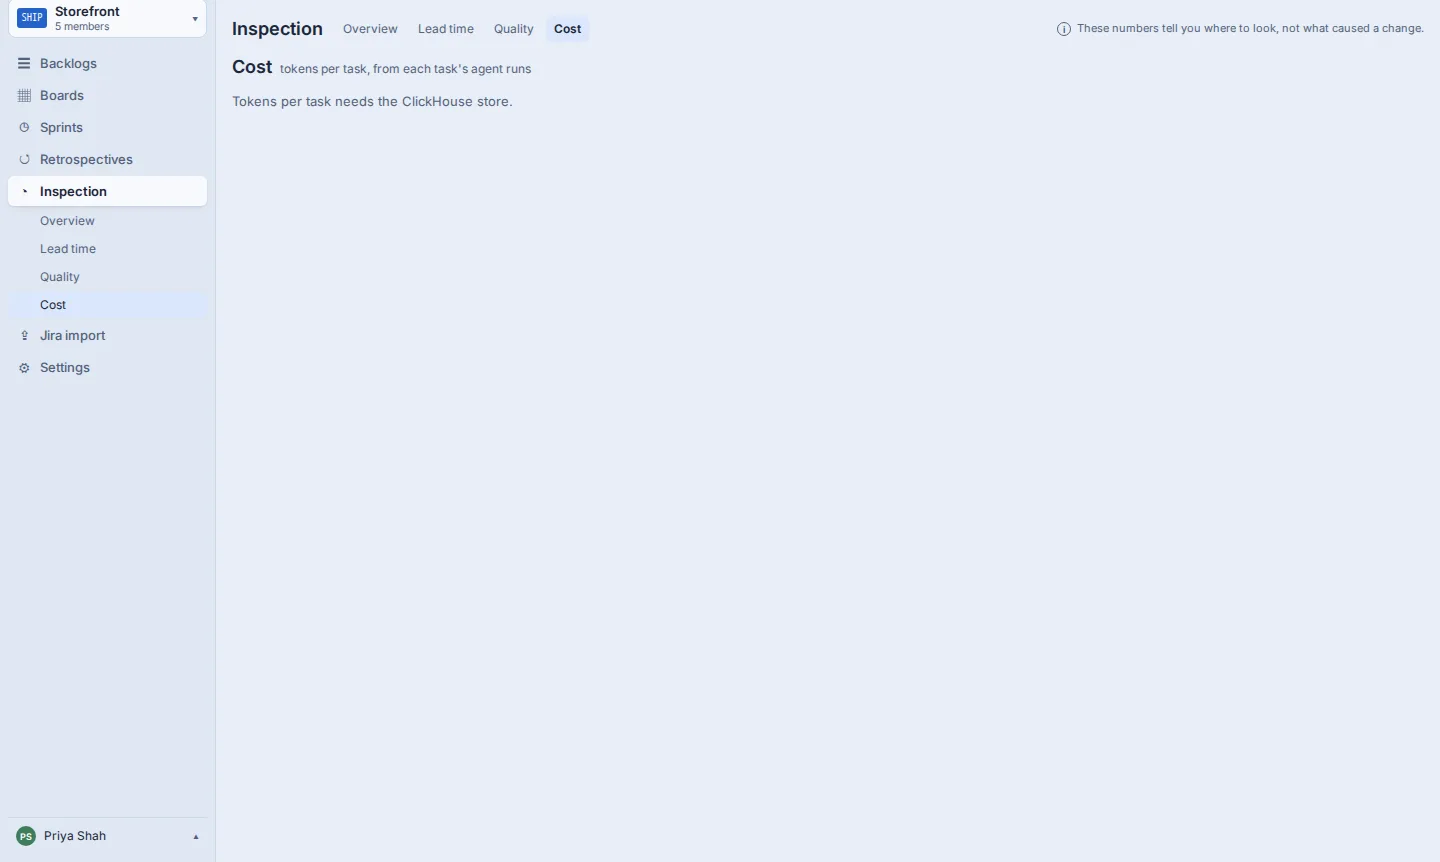 SHIP
Storefront
5 members
Backlogs
Boards
Sprints
Retrospectives
Inspection
Overview
Lead time
Quality
Cost
Jira import
Settings
PS Priya Shah
Inspection Overview Lead time Quality Cost
These numbers tell you where to look, not what caused a change.
Cost tokens per task, from each task's agent runs
Tokens per task needs the ClickHouse store.